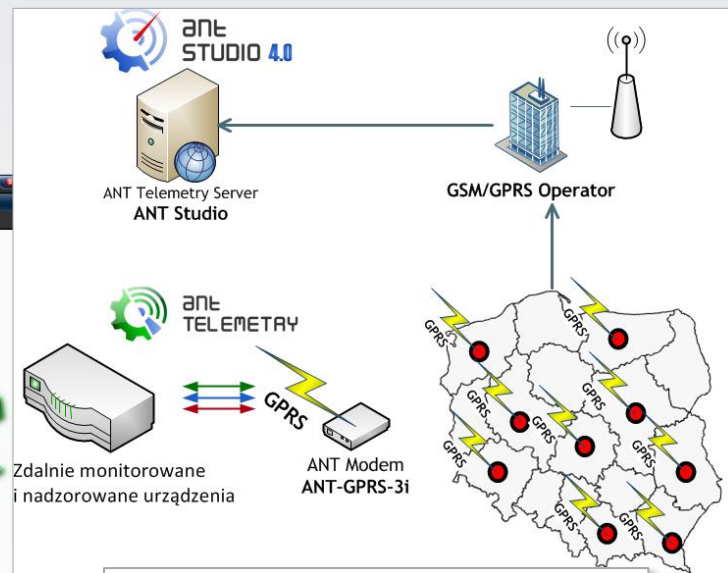 ANT
STUDIO 4.0
ANT Telemetry Server
ANT Studio
GSM/GPRS Operator
ANT
TELEMETRY
GPRS
Zdalnie monitorowane
i nadzorowane urządzenia
ANT Modem
ANT-GPRS-3i
GPRS
GPRS
GPRS
GPRS
GPRS
GPRS
GPRS
GPRS
GPRS